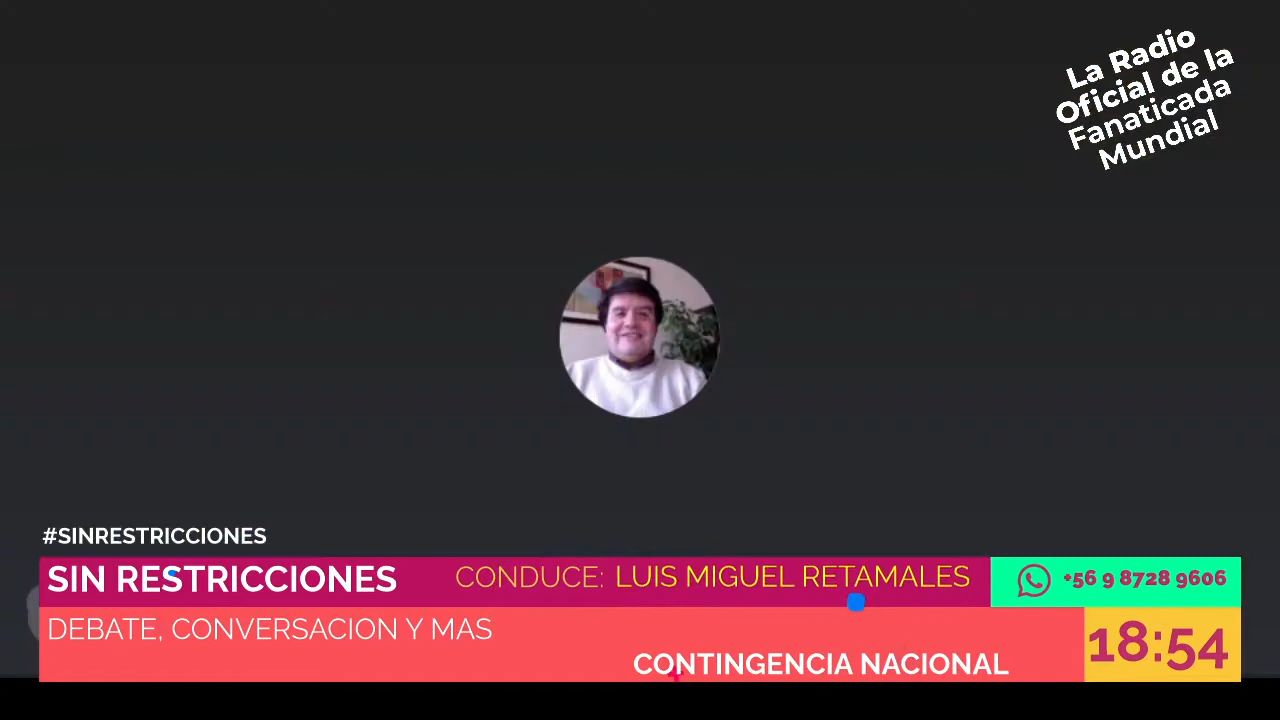 La Radio
Oficial de la
Fanaticada
Mundial
#SINRESTRICCIONES
SIN RESTRICCIONES
CONDUCE: LUIS MIGUEL RETAMALES
+56 9 8728 9606
DEBATE, CONVERSACION Y MAS
18:54
CONTINGENCIA NACIONAL